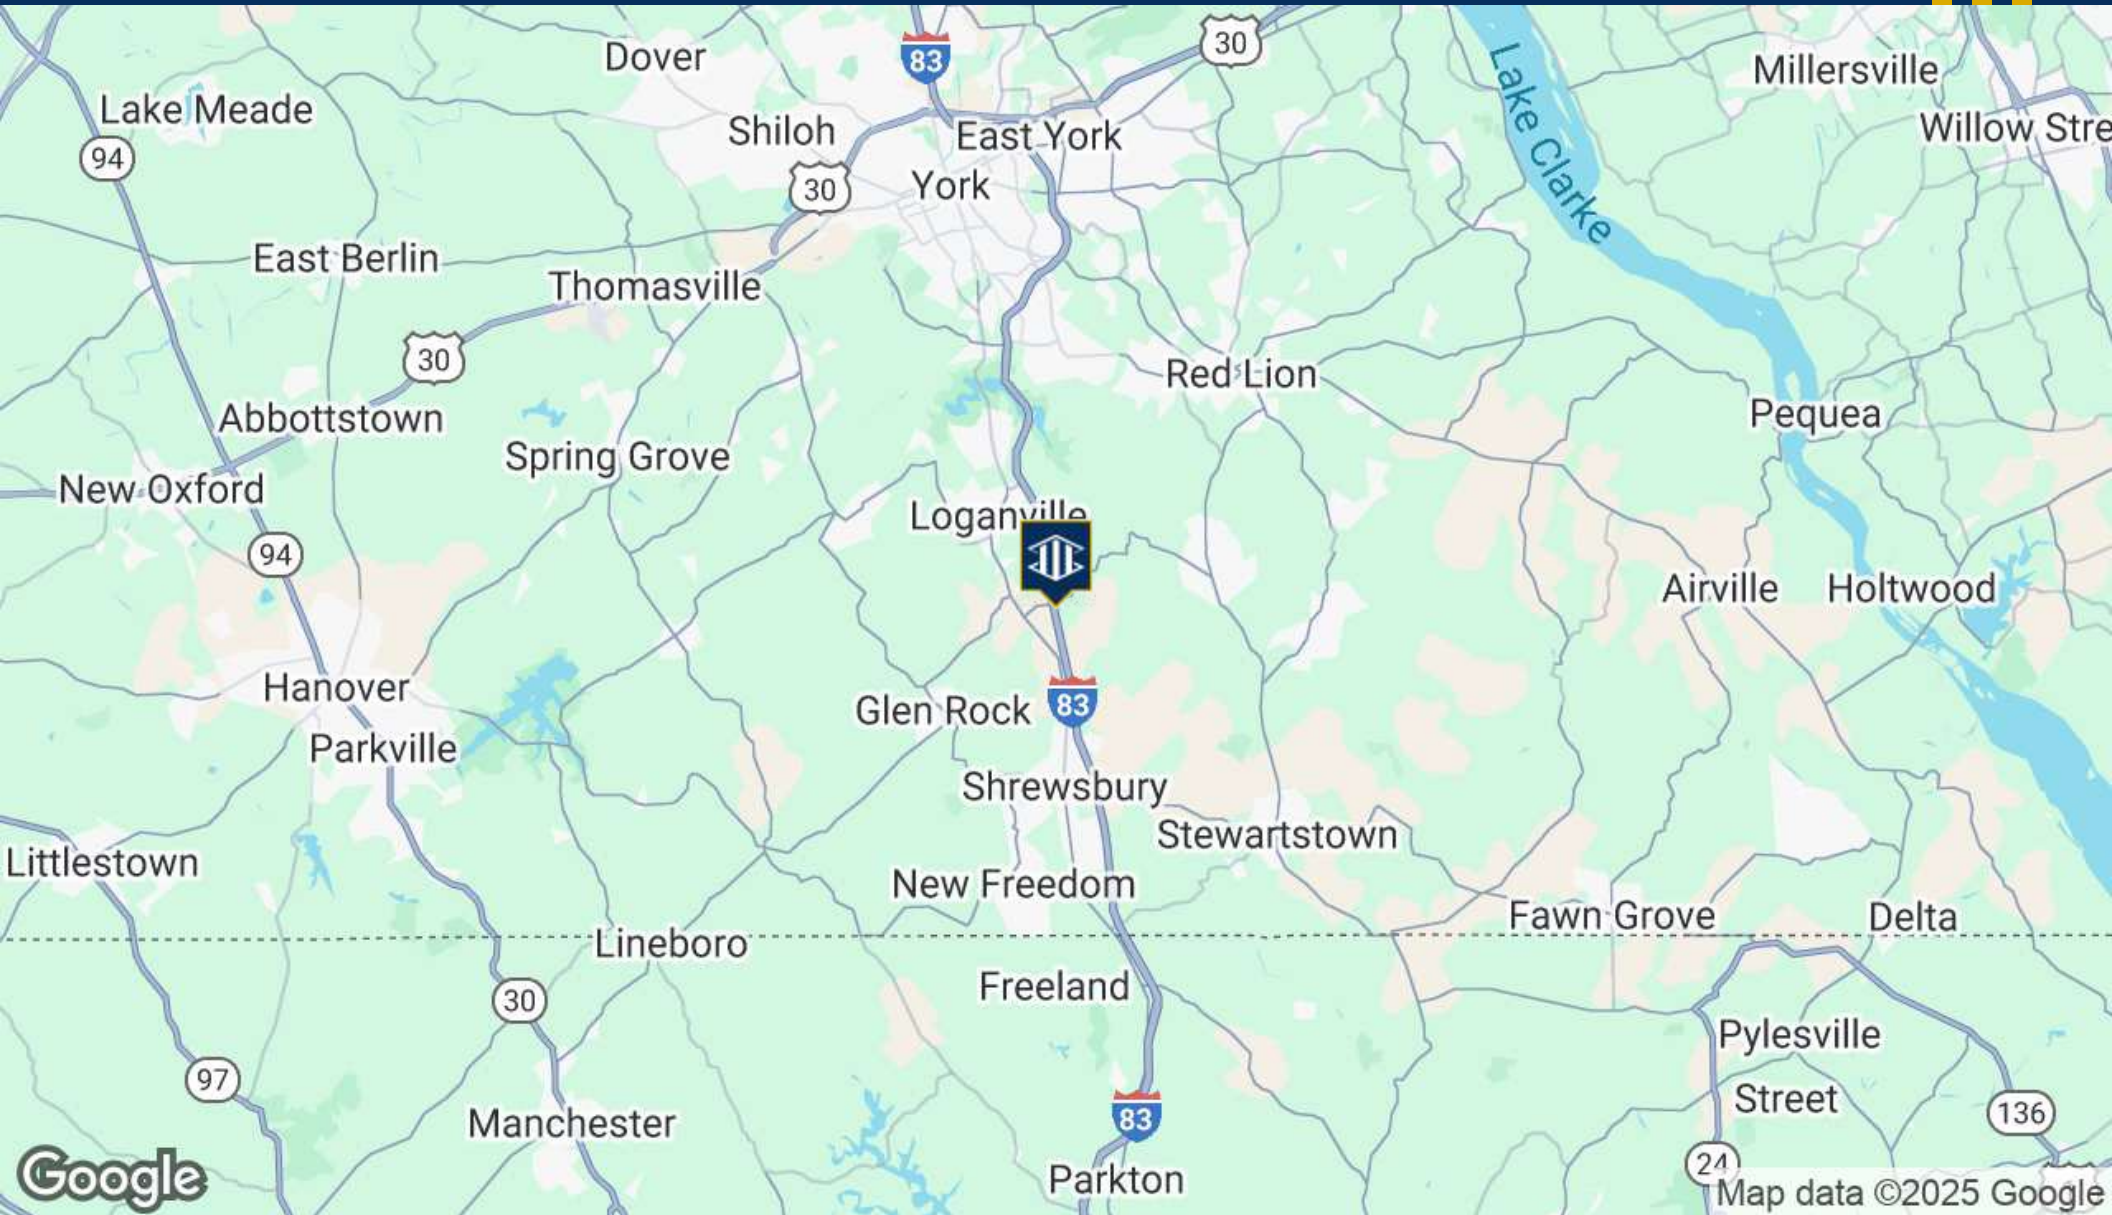 Dover
83
30
Lake Clarke
Millersville
Lake Meade
Shiloh
East York
Willow Stre
94
30
York
East Berlin
Thomasville
30
Red Lion
Abbottstown
Pequea
Spring Grove
New Oxford
Loganville
94
Airville
Holtwood
Hanover
Glen Rock
83
Parkville
Shrewsbury
Stewartstown
Littlestown
New Freedom
Fawn Grove
Delta
Lineboro
Freeland
30
Pylesville
97
Street
136
Manchester
83
24
Google
Parkton
Map data ©2025 Google